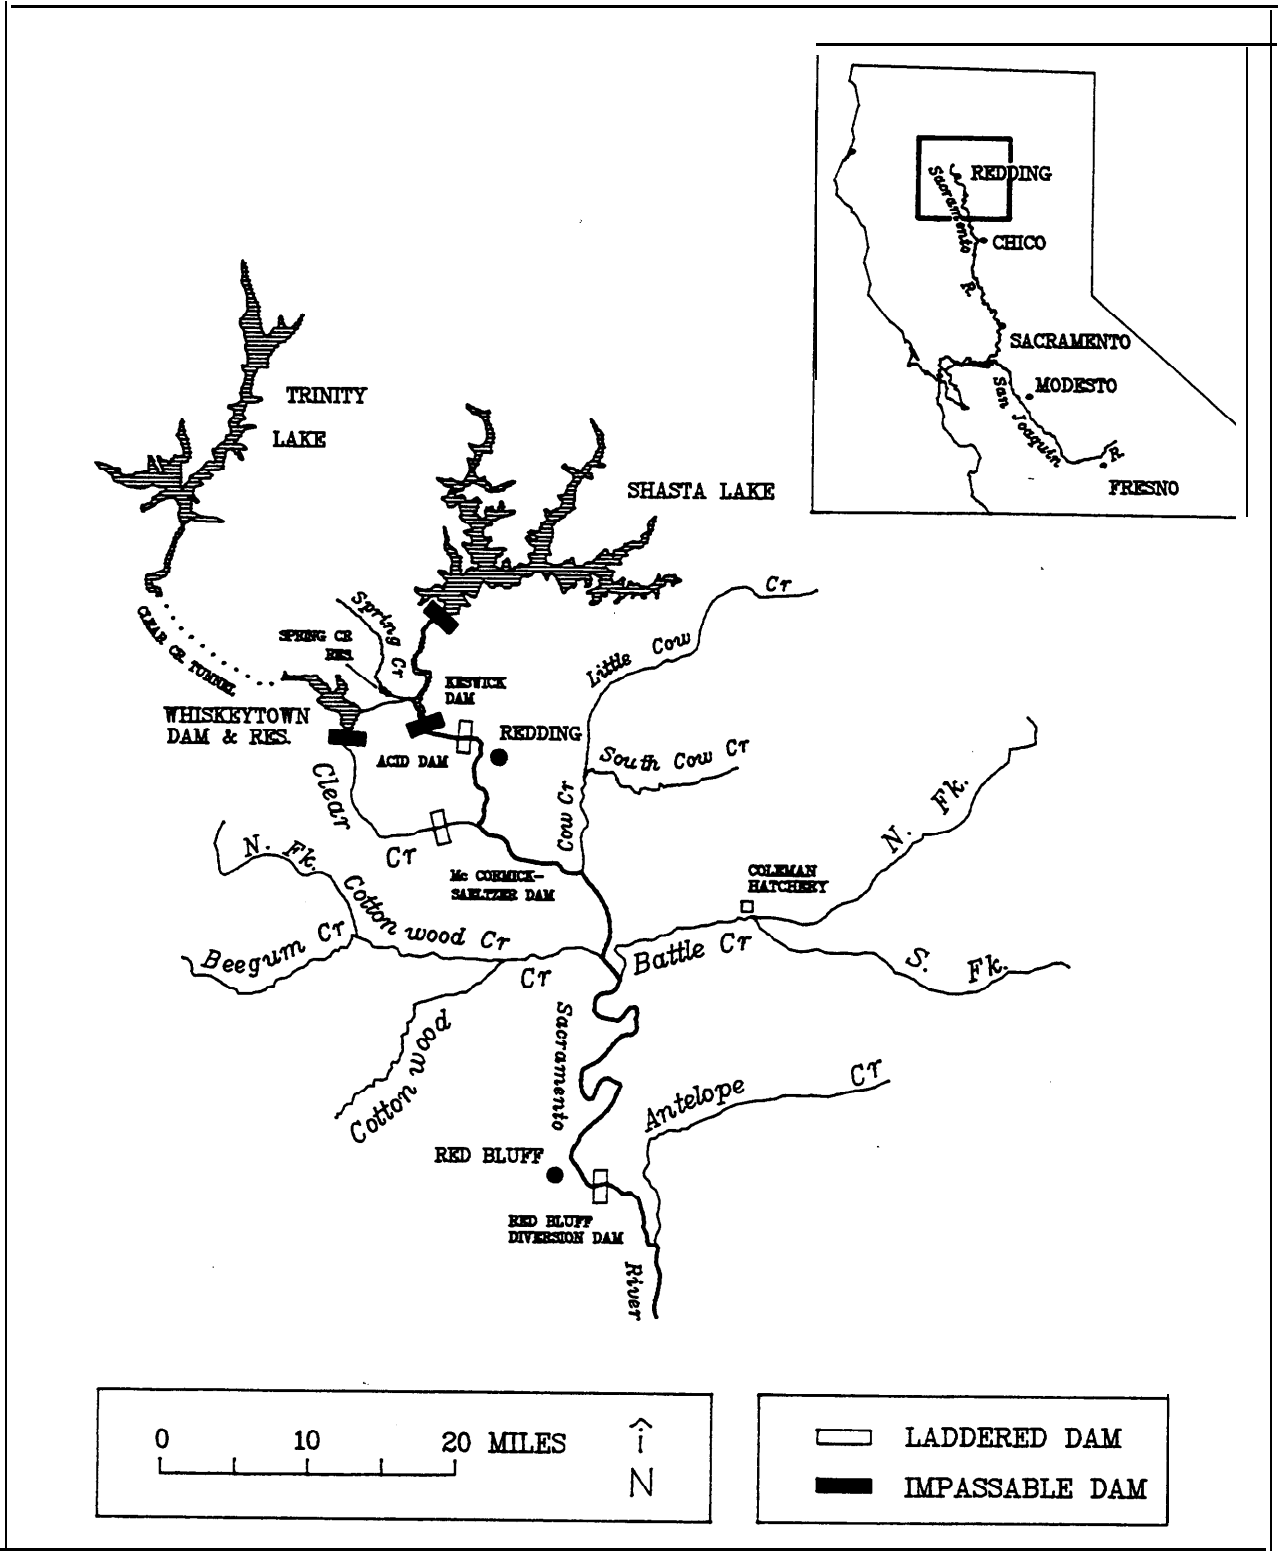 REDDING
Sacramento
CHICO
R.
SACRAMENTO
MODESTO
San Joaquin
R.
FRESNO
TRINITY
LAKE
SHASTA LAKE
Cr
Little Cow
Spring Cr
CLEAR CR. TUNNEL
SPRING CR
RES.
KESWICK
DAM
WHISKEYTOWN
DAM & RES.
REDDING
ACID DAM
South Cow Cr
Clear
Cr
Cow Cr
N. Fk.
N. Fk.
Mc CORMICK-
SAELTZER DAM
COLEMAN
HATCHERY
Cotton wood Cr
Beegum Cr
Battle Cr
S. Fk.
Cr
Cotton wood
Sacramento
Antelope Cr
RED BLUFF
RED BLUFF
DIVERSION DAM
River
0 10 20 MILES
N
LADDERED DAM
IMPASSABLE DAM